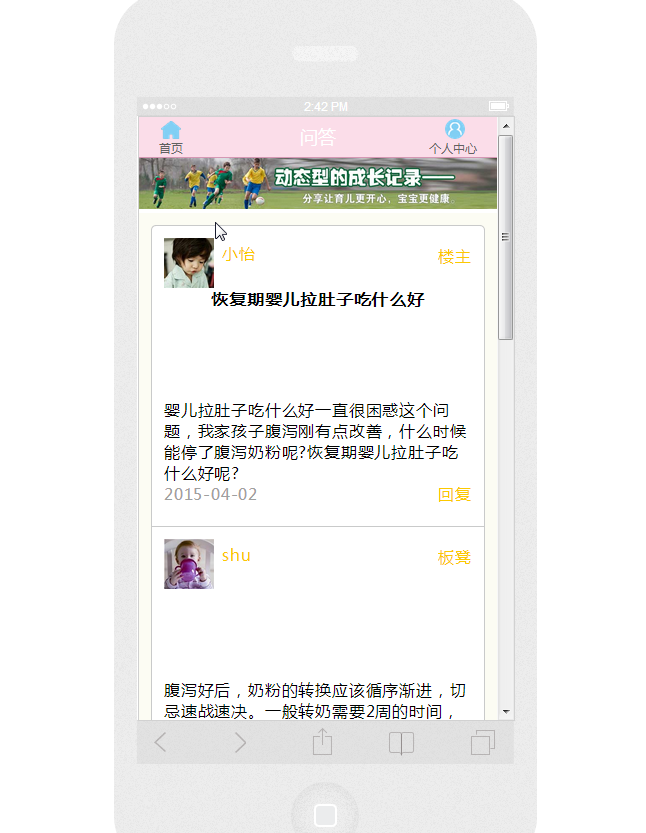 2:42 PM
首页
问答
个人中心
动态型的成长记录——
分享让育儿更开心，宝宝更健康
小怡
楼主
恢复期婴儿拉肚子吃什么好
婴儿拉肚子吃什么好一直很困惑这个问
题，我家孩子腹泻刚有点改善，什么时候
能停了腹泻奶粉呢?恢复期婴儿拉肚子吃
什么好呢?
2015-04-02
回复
shu
板凳
腹泻好后，奶粉的转换应该循序渐进，切
忌速战速决。一般转奶需要2周的时间，